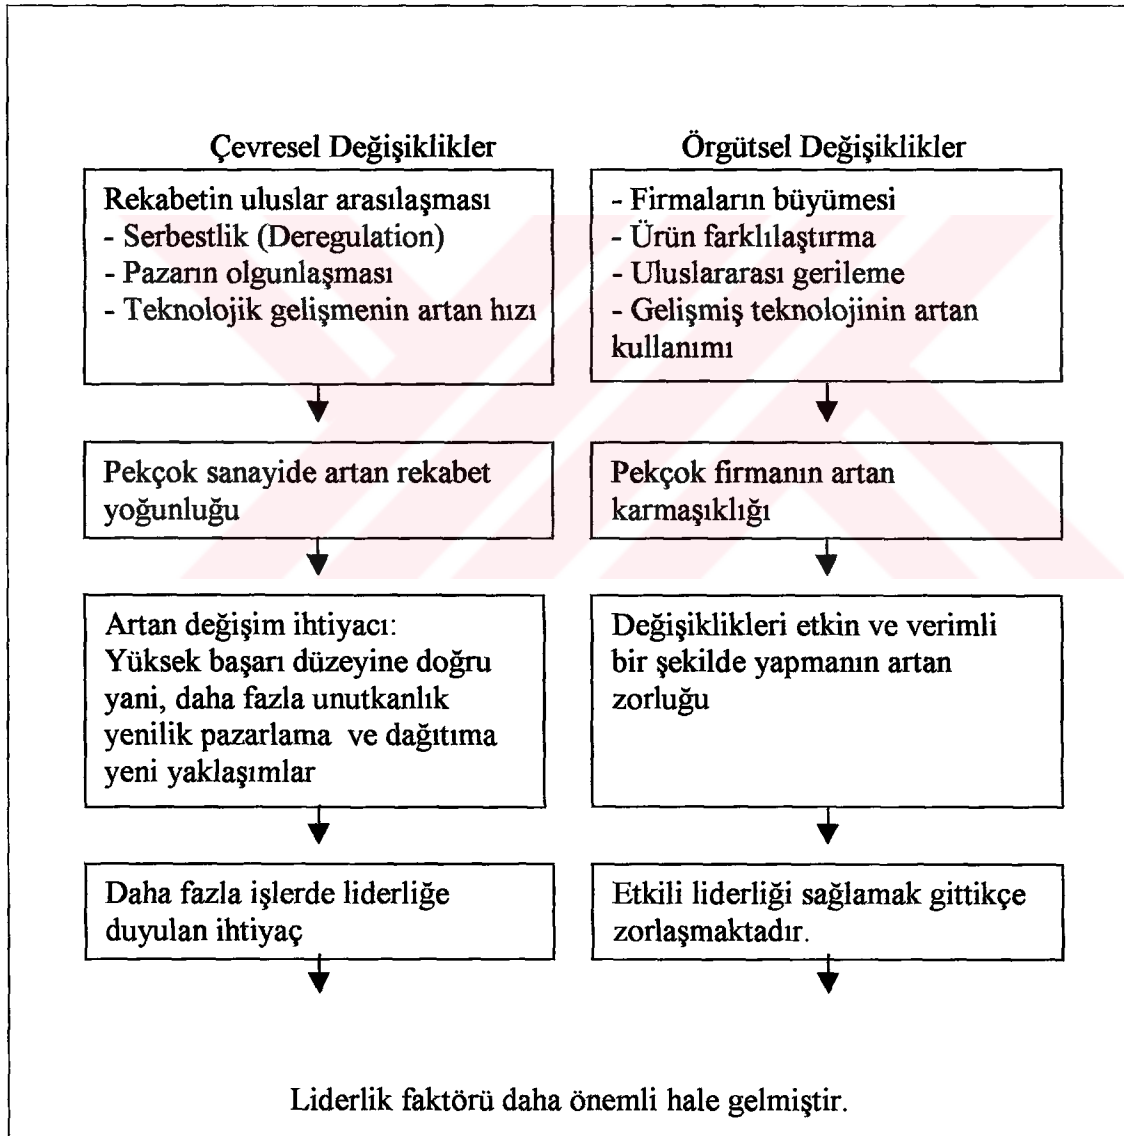 Çevresel Değişiklikler
Rekabetin uluslar arasılaşması
- Serbestlik (Deregulation)
- Pazarın olgunlaşması
- Teknolojik gelişmenin artan hızı
Pekçok sanayide artan rekabet
yoğunluğu
Artan değişim ihtiyacı:
Yüksek başarı düzeyine doğru
yani, daha fazla unutkanlık
yenilik pazarlama ve dağıtıma
yeni yaklaşımlar
Daha fazla işlerde liderliğe
duyulan ihtiyaç
Örgütsel Değişiklikler
- Firmaların büyümesi
- Ürün farklılaştırma
- Uluslararası gerileme
- Gelişmiş teknolojinin artan
kullanımı
Pekçok firmanın artan
karmaşıklığı
Değişiklikleri etkin ve verimli
bir şekilde yapmanın artan
zorluğu
Etkili liderliği sağlamak gittikçe
zorlaşmaktadır.
Liderlik faktörü daha önemli hale gelmiştir.